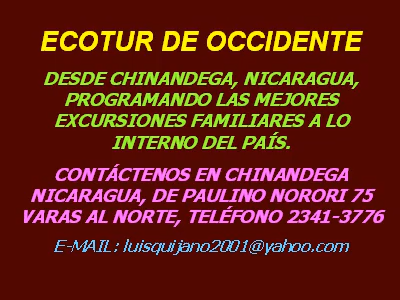 ECOTUR DE OCCIDENTE
DESDE CHINANDEGA, NICARAGUA,
PROGRAMANDO LAS MEJORES
EXCURSIONES FAMILIARES A LO
INTERNO DEL PAÍS.
CONTÁCTENOS EN CHINANDEGA
NICARAGUA, DE PAULINO NORORI 75
VARAS AL NORTE, TELÉFONO 2341-3776
E-MAIL: luisquijano2001@yahoo.com